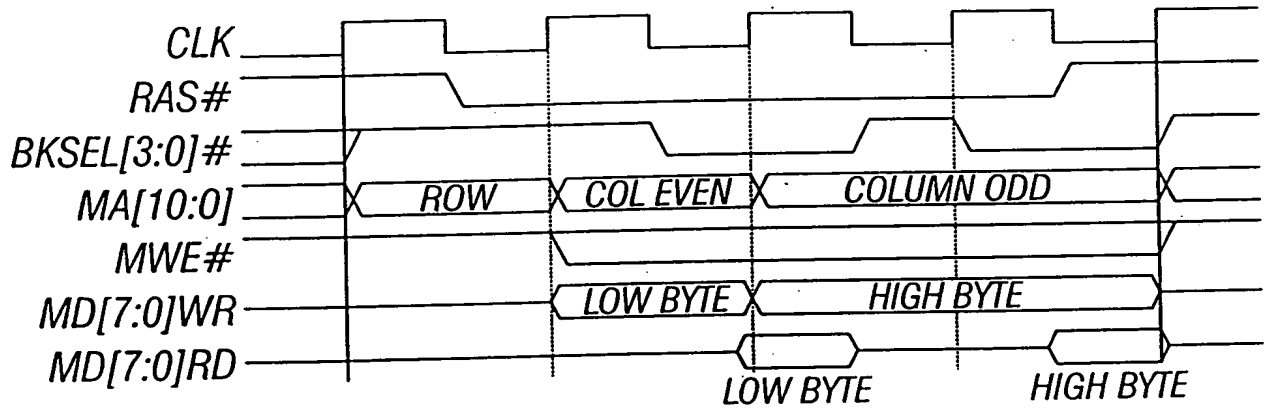 CLK
RAS#
BKSEL[3:0]#
MA[10:0] ROW COL EVEN COLUMN ODD
MWE#
MD[7:0]WR LOW BYTE HIGH BYTE
MD[7:0]RD
LOW BYTE HIGH BYTE